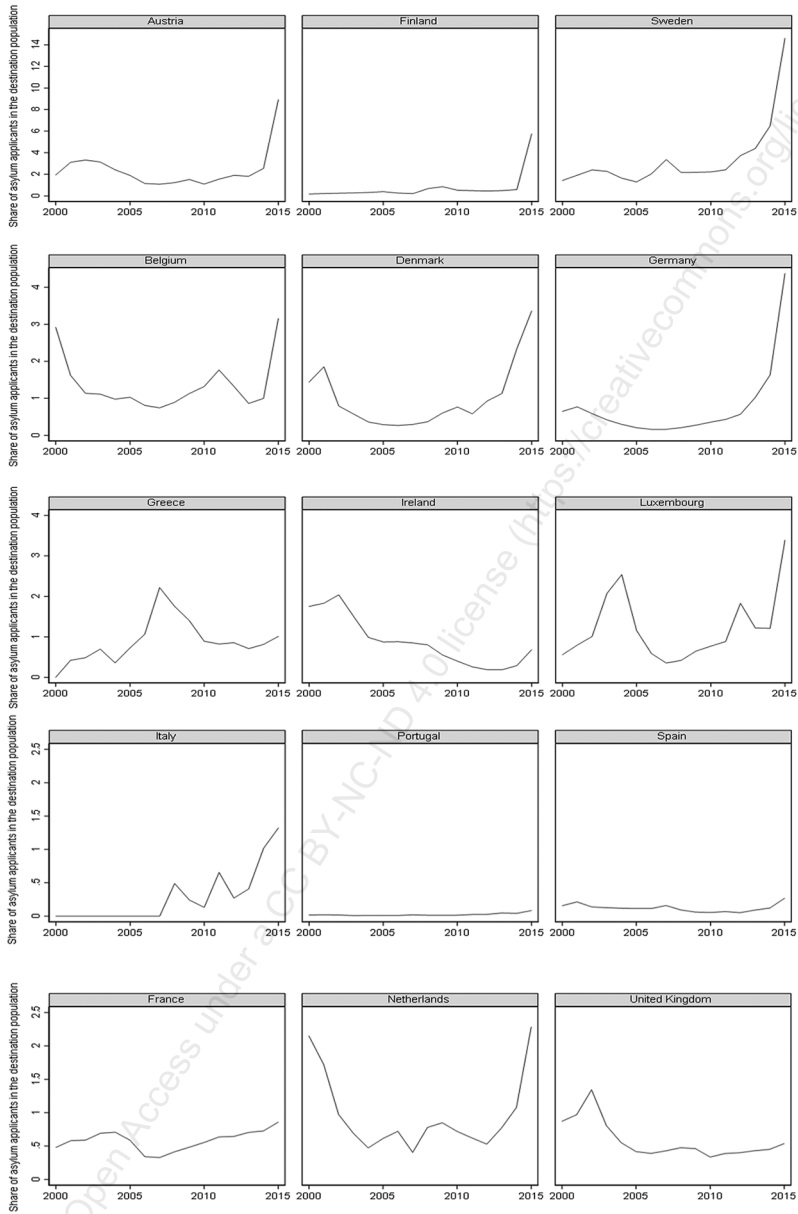 Austria Finland Sweden
Share of asylum applicants in the destination population
14
12
10
8
6
4
2
0
2000 2005 2010 2015 2000 2005 2010 2015 2000 2005 2010 2015
Belgium Denmark Germany
Share of asylum applicants in the destination population
4
3
2
1
0
2000 2005 2010 2015 2000 2005 2010 2015 2000 2005 2010 2015
Greece Ireland Luxembourg
Share of asylum applicants in the destination population
4
3
2
1
0
2000 2005 2010 2015 2000 2005 2010 2015 2000 2005 2010 2015
Italy Portugal Spain
Share of asylum applicants in the destination population
2.5
2
1.5
1
.5
0
2000 2005 2010 2015 2000 2005 2010 2015 2000 2005 2010 2015
France Netherlands United Kingdom
Share of asylum applicants in the destination population
2.5
2
1.5
1
.5
0
2000 2005 2010 2015 2000 2005 2010 2015 2000 2005 2010 2015
Open Access under a CC BY-NC-ND 4.0 license (https://creativecommons.org/lic